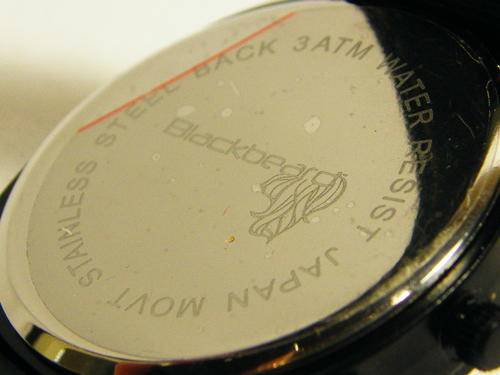 STAINLESS STEEL BACK 3ATM WATER RESIST JAPAN MOVT
Blackbeard